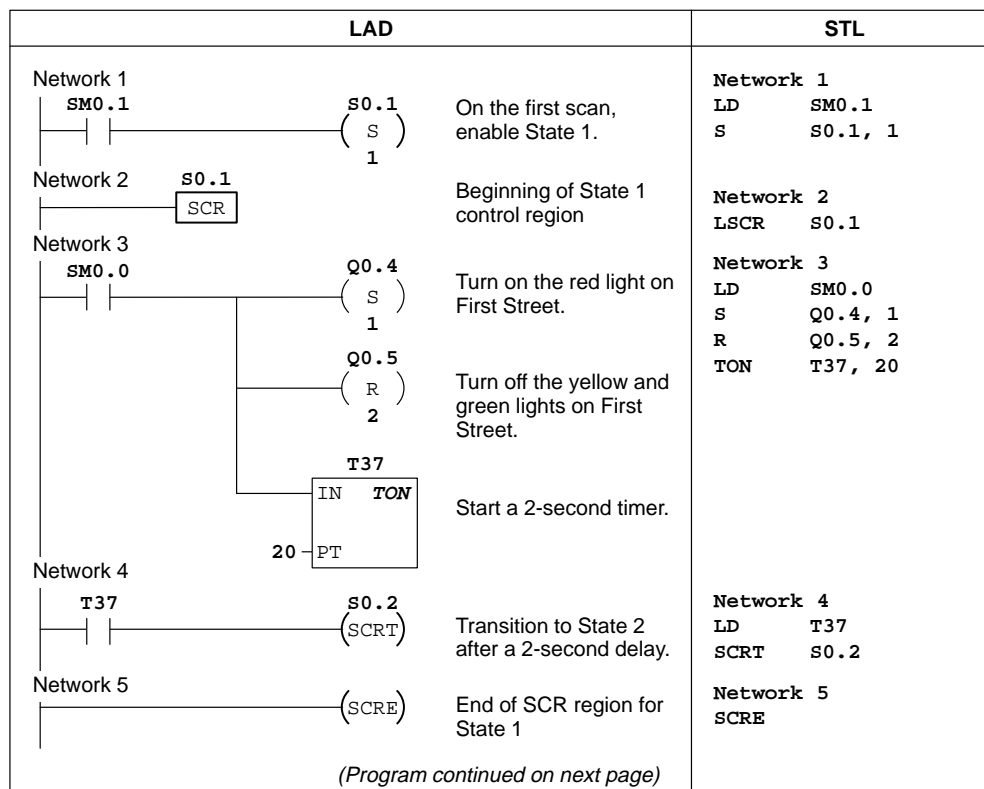 LAD STL
Network 1
SM0.1 S0.1
S
1
On the first scan,
enable State 1.
Network 1
LD SM0.1
S S0.1, 1
Network 2 S0.1
SCR
Beginning of State 1
control region
Network 2
LSCR S0.1
Network 3
SM0.0 Q0.4
S
1
Turn on the red light on
First Street.
Q0.5
R
2
Turn off the yellow and
green lights on First
Street.
T37
IN TON
20 PT
Start a 2-second timer.
Network 3
LD SM0.0
S Q0.4, 1
R Q0.5, 2
TON T37, 20
Network 4
T37 S0.2
SCRT
Transition to State 2
after a 2-second delay.
Network 4
LD T37
SCRT S0.2
Network 5
SCRE
End of SCR region for
State 1
Network 5
SCRE
(Program continued on next page)